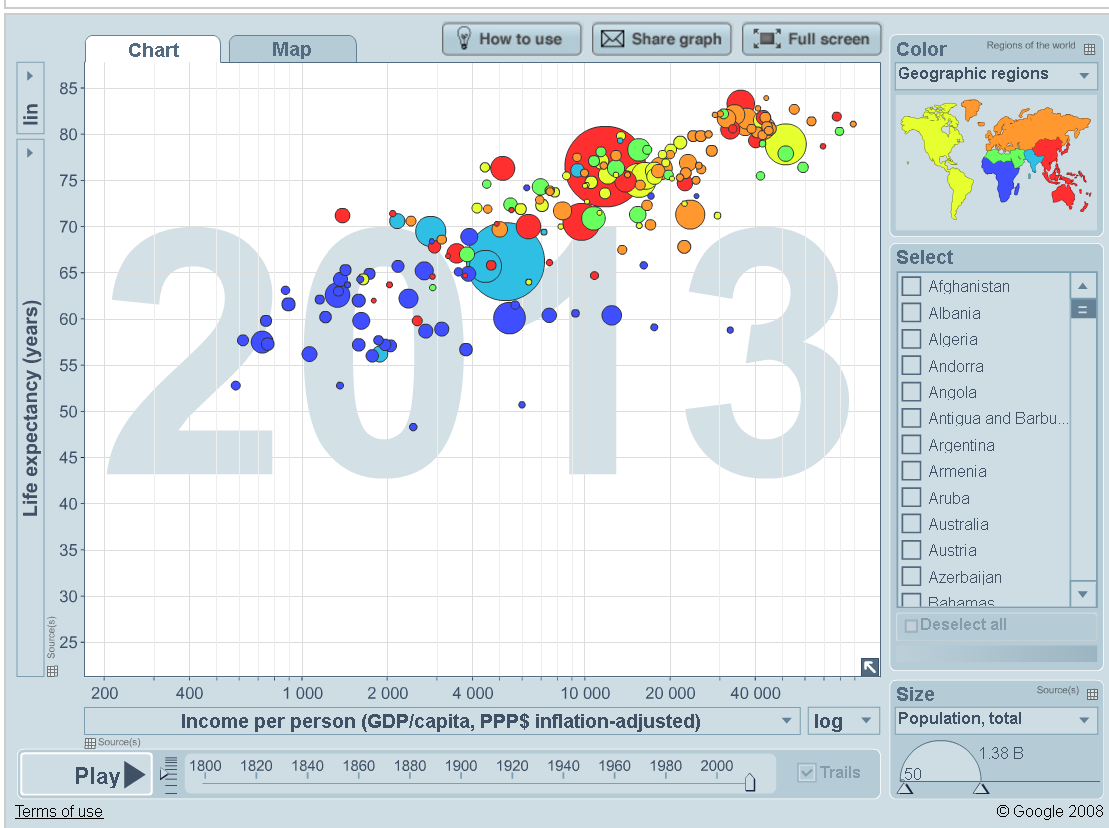 Chart
Map
How to use
Share graph
Full screen
Color
Regions of the world
Geographic regions
lin
Life expectancy (years)
Source(s)
2013
85
80
75
70
65
60
55
50
45
40
35
30
25
200
400
1 000
2 000
4 000
10 000
20 000
40 000
Select
Afghanistan
Albania
Algeria
Andorra
Angola
Antigua and Barbu...
Argentina
Armenia
Aruba
Australia
Austria
Azerbaijan
Bahamas
Deselect all
Income per person (GDP/capita, PPP$ inflation-adjusted)
log
Source(s)
Size
Source(s)
Population, total
1.38 B
50
Play
1800 1820 1840 1860 1880 1900 1920 1940 1960 1980 2000
Trails
Terms of use
© Google 2008